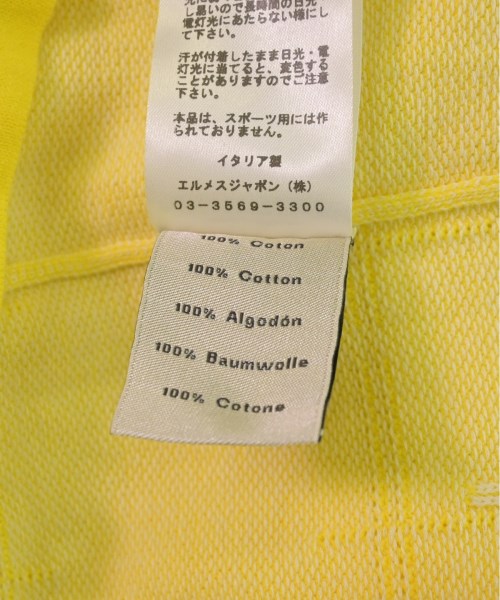 し易いので長時間の日光
電灯光にあたらない様にし
て下さい。
汗が付着したまま日光・電
灯光に当てると、変色する
ことがありますのでご注意
下さい。
本品は、スポーツ用には作
られておりません。
イタリア製
エルメスジャポン（株）
03-3569-3300
100% Coton
100% Cotton
100% Algodón
100% Baumwolle
100% Cotone